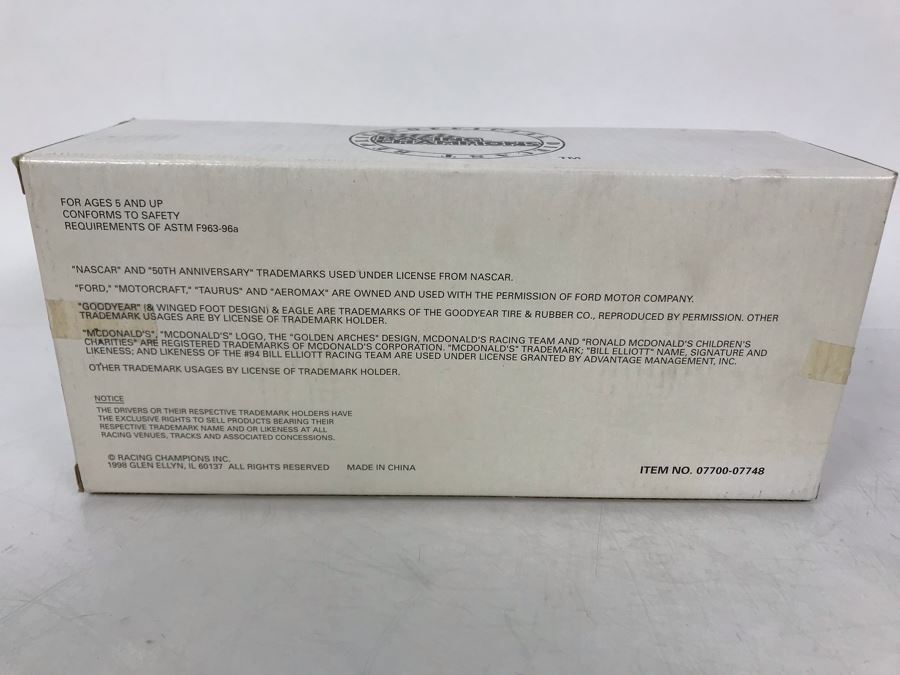 TM
FOR AGES 5 AND UP
CONFORMS TO SAFETY
REQUIREMENTS OF ASTM F963-96a
"NASCAR" AND "50TH ANNIVERSARY" TRADEMARKS USED UNDER LICENSE FROM NASCAR.
"FORD," "MOTORCRAFT," "TAURUS" AND "AEROMAX" ARE OWNED AND USED WITH THE PERMISSION OF FORD MOTOR COMPANY.
"GOODYEAR" (& WINGED FOOT DESIGN) & EAGLE ARE TRADEMARKS OF THE GOODYEAR TIRE & RUBBER CO., REPRODUCED BY PERMISSION. OTHER
TRADEMARK USAGES ARE BY LICENSE OF TRADEMARK HOLDER.
"MCDONALD'S", "MCDONALD'S" LOGO, THE "GOLDEN ARCHES" DESIGN, MCDONALD'S RACING TEAM AND "RONALD MCDONALD'S CHILDREN'S
CHARITIES" ARE REGISTERED TRADEMARKS OF MCDONALD'S CORPORATION. "MCDONALD'S" TRADEMARK; "BILL ELLIOTT" NAME, SIGNATURE AND
LIKENESS; AND LIKENESS OF THE #94 BILL ELLIOTT RACING TEAM ARE USED UNDER LICENSE GRANTED BY ADVANTAGE MANAGEMENT, INC.
OTHER TRADEMARK USAGES BY LICENSE OF TRADEMARK HOLDER.
NOTICE
THE DRIVERS OR THEIR RESPECTIVE TRADEMARK HOLDERS HAVE
THE EXCLUSIVE RIGHTS TO SELL PRODUCTS BEARING THEIR
RESPECTIVE TRADEMARK NAME AND OR LIKENESS AT ALL
RACING VENUES, TRACKS AND ASSOCIATED CONCESSIONS.
© RACING CHAMPIONS INC.
1998 GLEN ELLYN, IL 60137 ALL RIGHTS RESERVED MADE IN CHINA
ITEM NO. 07700-07748